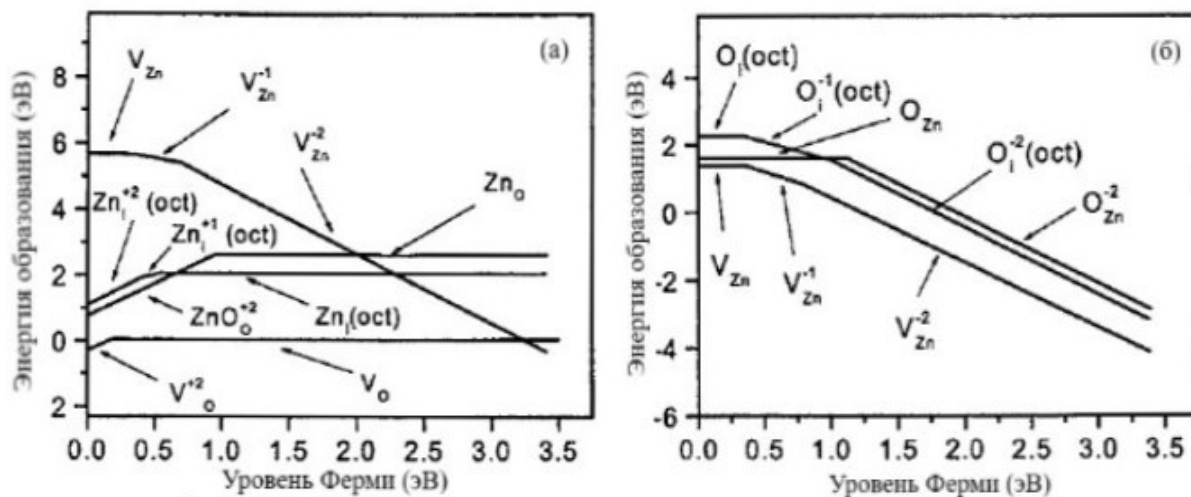 (а)
Энергия образования (эВ)
8
6
4
2
0
2
V_Zn
V_Zn^-1
V_Zn^-2
Zn_O
Zn_i^+2 (oct)
Zn_i^+1 (oct)
ZnO_o^+2
Zn_i(oct)
V_O^+2
V_O
0.0 0.5 1.0 1.5 2.0 2.5 3.0 3.5
Уровень Ферми (эВ)
(б)
Энергия образования (эВ)
4
2
0
-2
-4
-6
O_i(oct)
O_i^-1(oct)
O_Zn
O_i^-2(oct)
O_Zn^-2
V_Zn
V_Zn^-1
V_Zn^-2
0.0 0.5 1.0 1.5 2.0 2.5 3.0 3.5
Уровень Ферми (эВ)